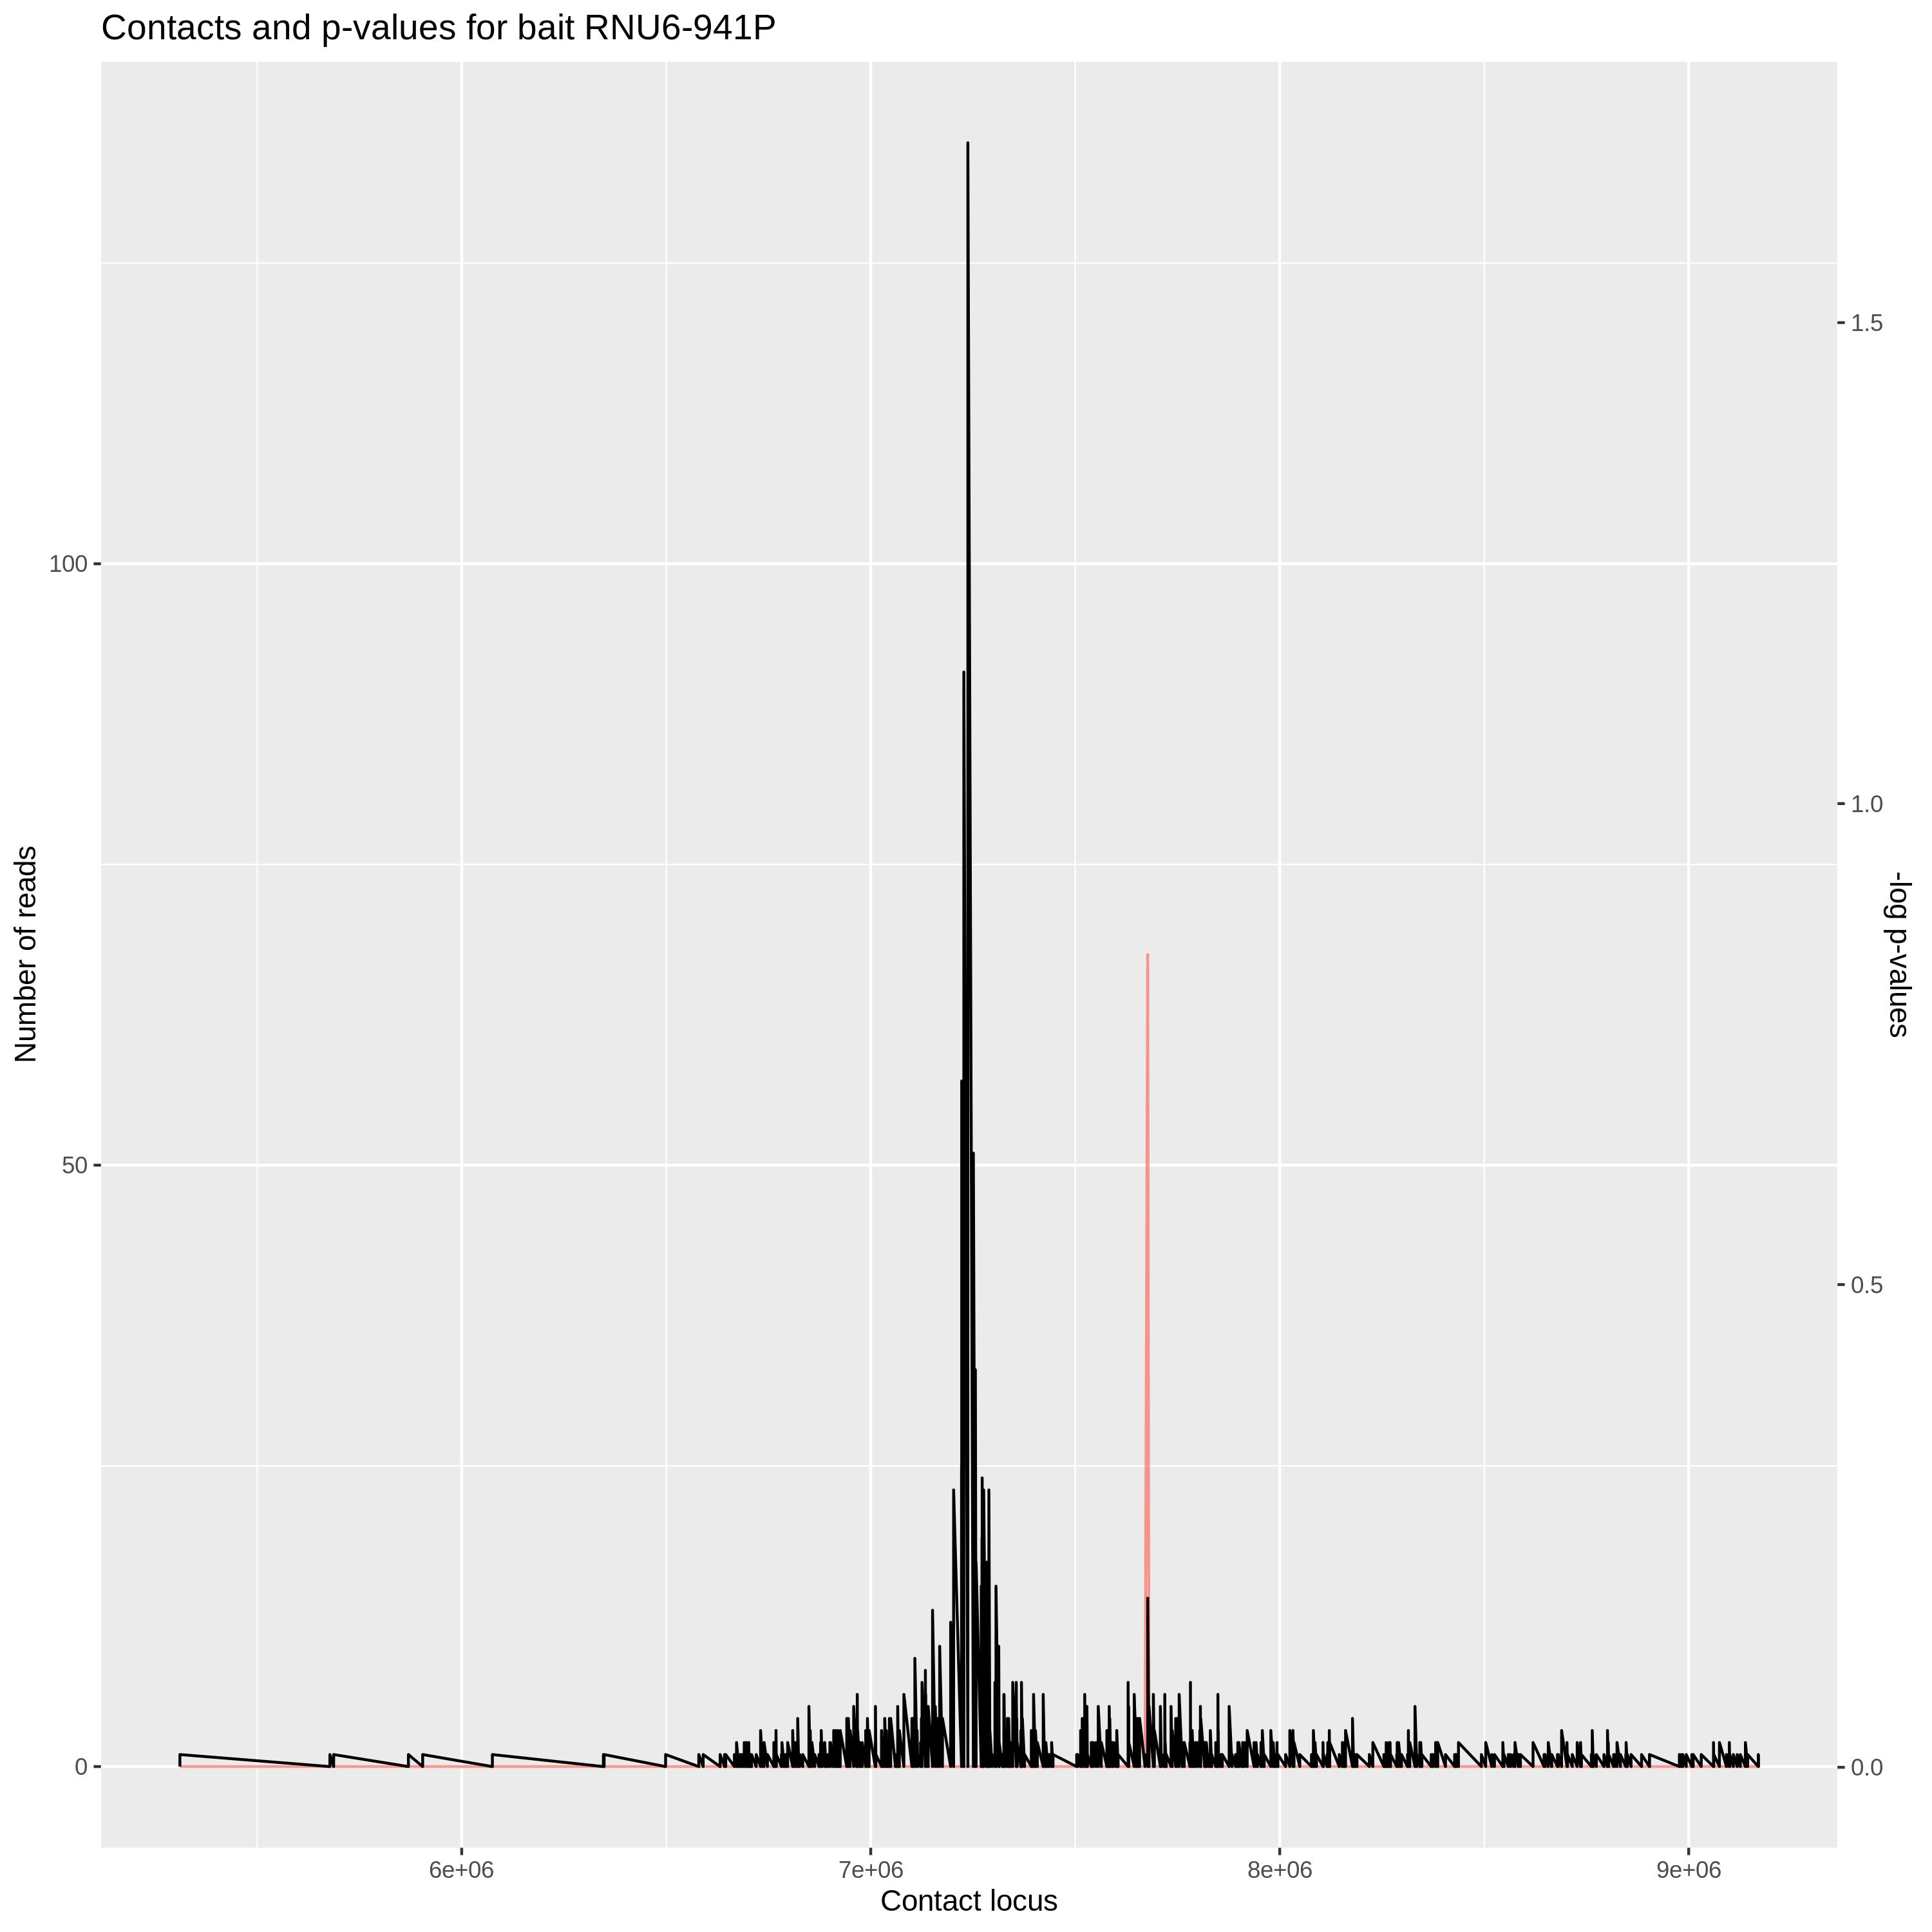 Contacts and p-values for bait RNU6-941P
Number of reads
100
50
0
1.5
1.0
0.5
0.0
-log p-values
6e+06
7e+06
8e+06
9e+06
Contact locus